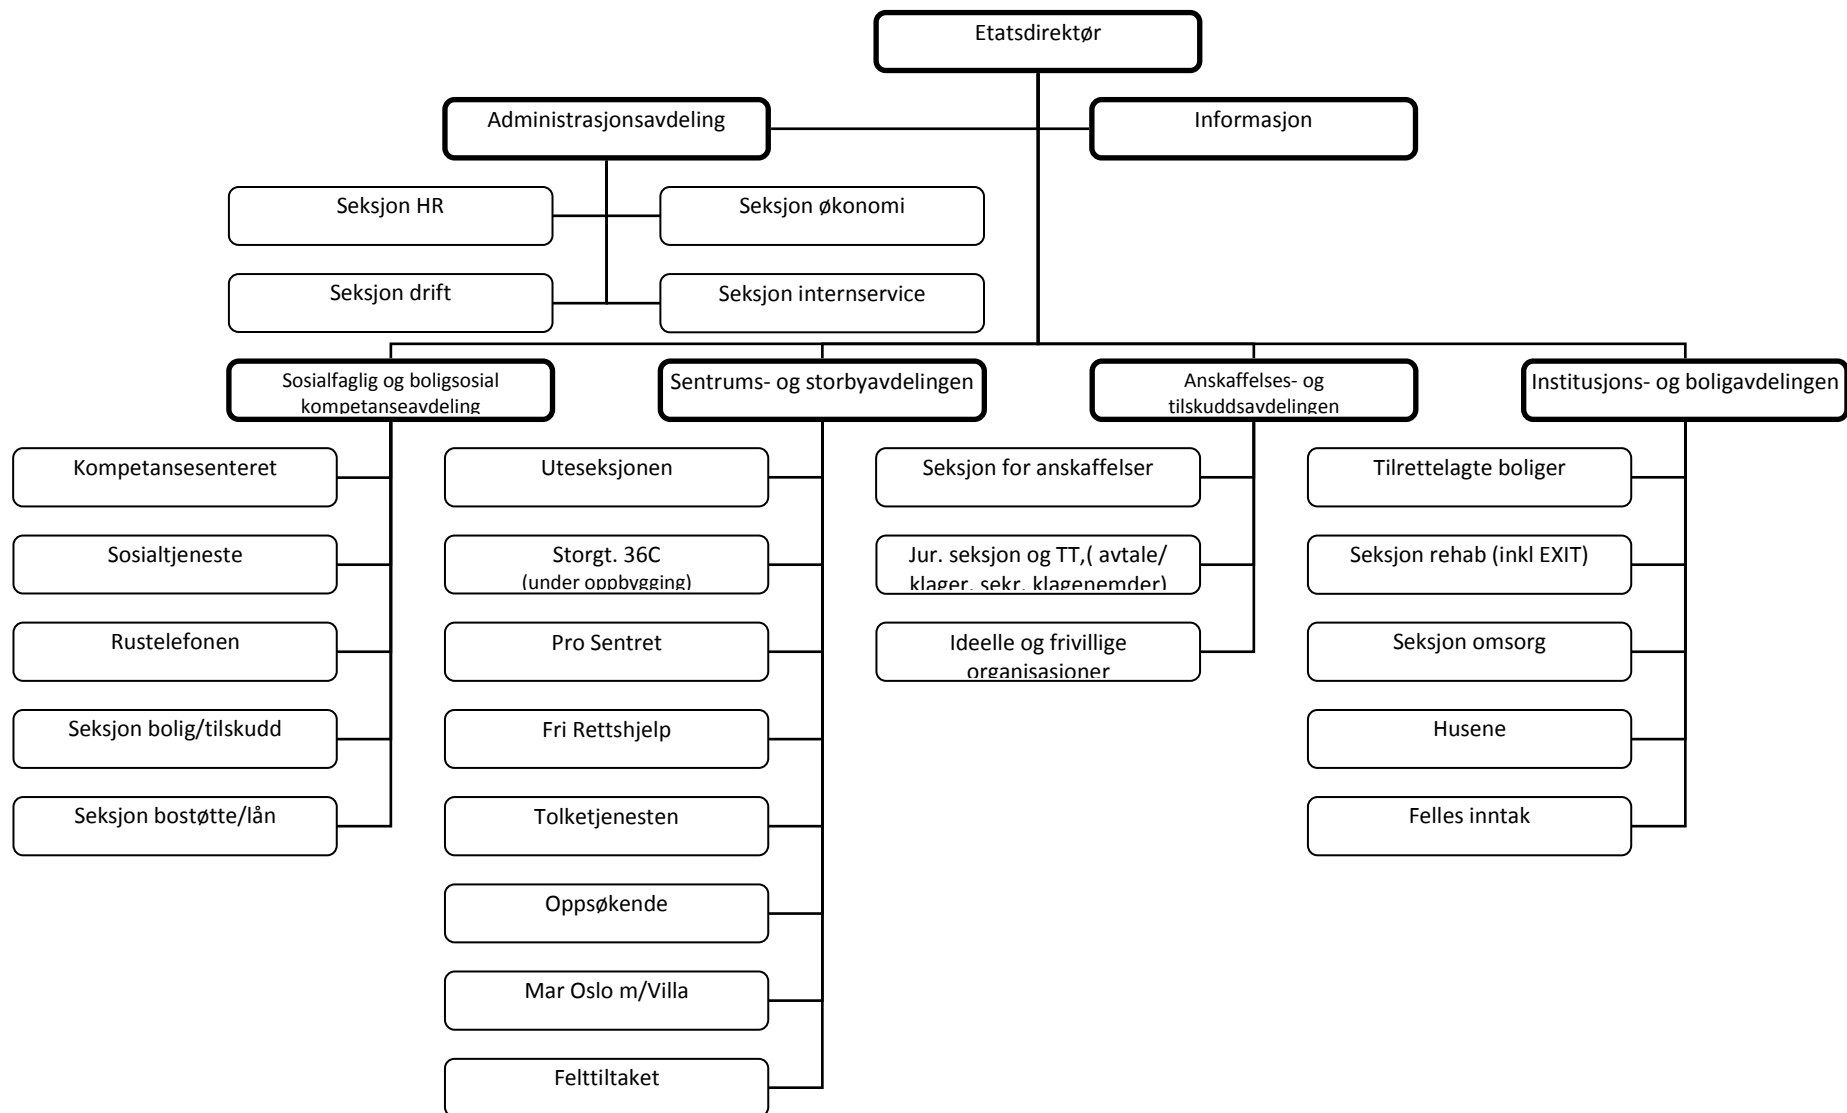 Etatsdirektør
Administrasjonsavdeling
Informasjon
Seksjon HR
Seksjon økonomi
Seksjon drift
Seksjon internservice
Sosialfaglig og boligsosial
kompetanseavdeling
Sentrums- og storbyavdelingen
Anskaffelses- og
tilskuddsavdelingen
Institusjons- og boligavdelingen
Kompetansesenteret
Sosialtjeneste
Rustelefonen
Seksjon bolig/tilskudd
Seksjon bostøtte/lån
Uteseksjonen
Storgt. 36C
(under oppbygging)
Pro Sentret
Fri Rettshjelp
Tolketjenesten
Oppsøkende
Mar Oslo m/Villa
Felttiltaket
Seksjon for anskaffelser
Jur. seksjon og TT,( avtale/
klager, sekr. klagenemder)
Ideelle og frivillige
organisasjoner
Tilrettelagte boliger
Seksjon rehab (inkl EXIT)
Seksjon omsorg
Husene
Felles inntak